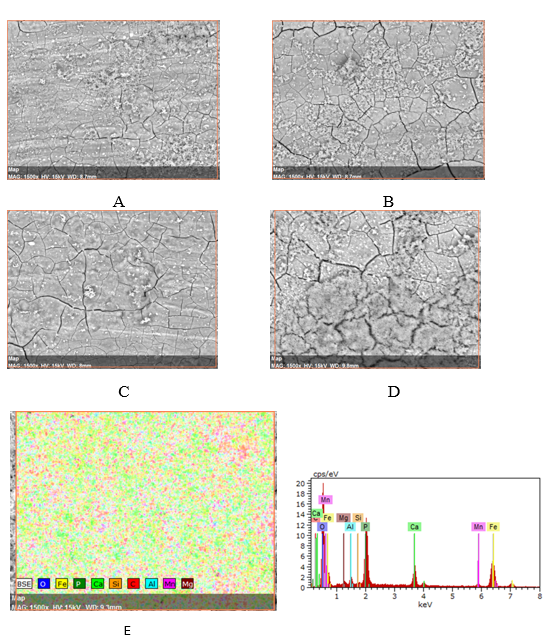 Map
MAG: 1500x HV: 15kV WD: 8,7mm
A
Map
MAG: 1500x HV: 15kV WD: 8,7mm
B
Map
MAG: 1500x HV: 15kV WD: 8mm
C
Map
MAG: 1500x HV: 15kV WD: 9,8mm
D
BSE O Fe P Ca Si C Al Mn Mg
Map
MAG: 1500x HV: 15kV WD: 9,3mm
E
cps/eV
20
18
16
14
12
10
8
6
4
2
0
Mn
Ca Fe Mg Si
O Al P Ca Mn Fe
1 2 3 4 5 6 7 8
keV